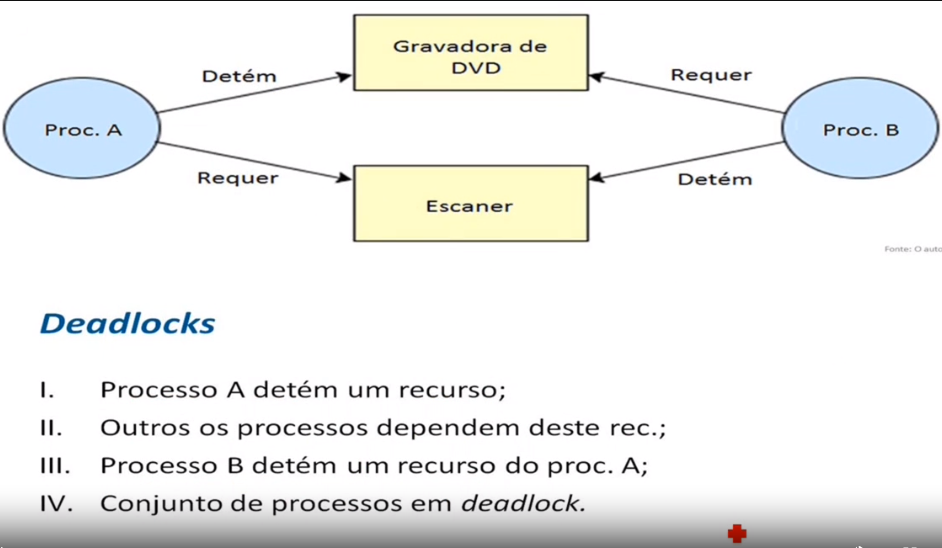 Gravadora de
DVD
Detém
Requer
Proc. A
Proc. B
Requer
Detém
Escaner
Fonte: O auto
Deadlocks
I. Processo A detém um recurso;
II. Outros os processos dependem deste rec.;
III. Processo B detém um recurso do proc. A;
IV. Conjunto de processos em deadlock.